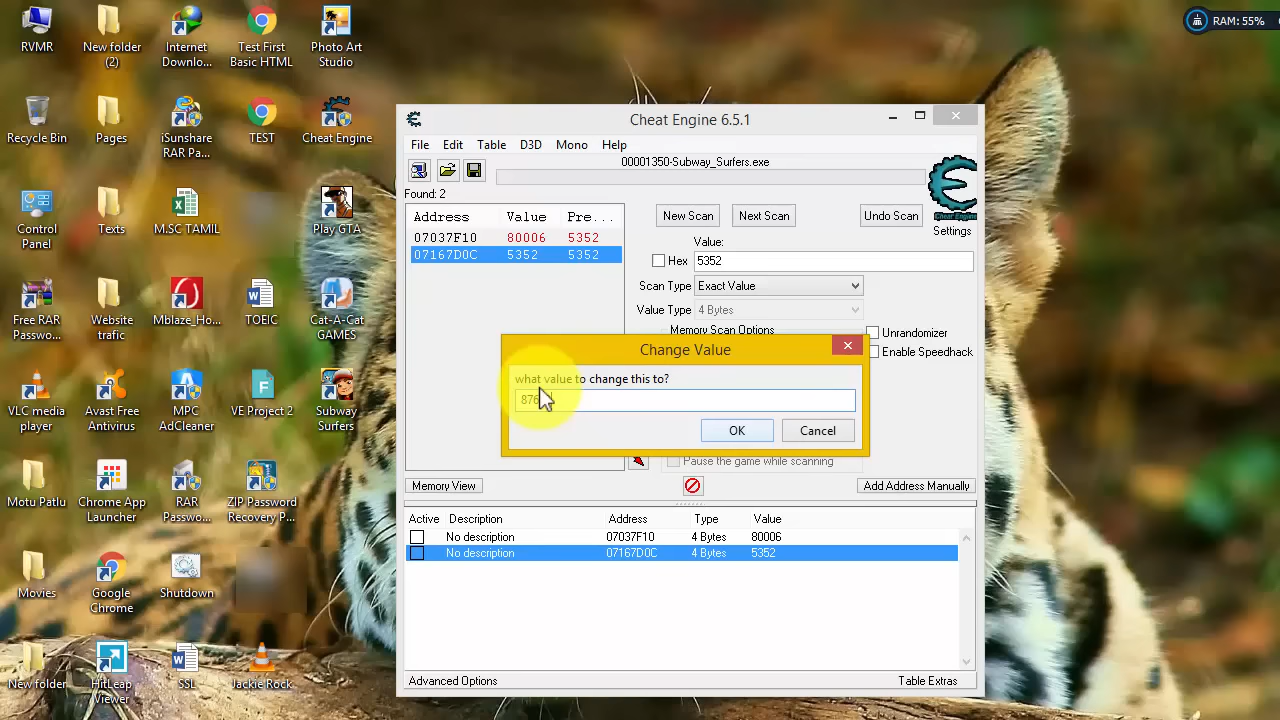 RVMR
New folder (2)
Internet Downlo...
Test First Basic HTML
Photo Art Studio
RAM: 55%
Recycle Bin
Pages
iSunshare RAR Pa...
TEST
Cheat Engine
Control Panel
Texts
M.SC TAMIL
Play GTA
Free RAR Passwo...
Website trafic
Mblaze_Ho...
TOEIC
Cat-A-Cat GAMES
VLC media player
Avast Free Antivirus
MPC AdCleaner
VE Project 2
Subway Surfers
Motu Patlu
Chrome App Launcher
RAR Passwo...
ZIP Password Recovery P...
Movies
Google Chrome
Shutdown
New folder
HitLeap Viewer
SSL
Jackie Rock
Cheat Engine 6.5.1
File Edit Table D3D Mono Help
00001350-Subway_Surfers.exe
Found: 2
Address Value Pre...
07037F10 80006 5352
07167D0C 5352 5352
New Scan Next Scan Undo Scan
Cheat Engine
Settings
Value:
Hex 5352
Scan Type Exact Value
Value Type 4 Bytes
Memory Scan Options
Unrandomizer
Enable Speedhack
Change Value
what value to change this to?
OK Cancel
Pause the game while scanning
Memory View
Add Address Manually
Active Description Address Type Value
No description 07037F10 4 Bytes 80006
No description 07167D0C 4 Bytes 5352
Advanced Options
Table Extras